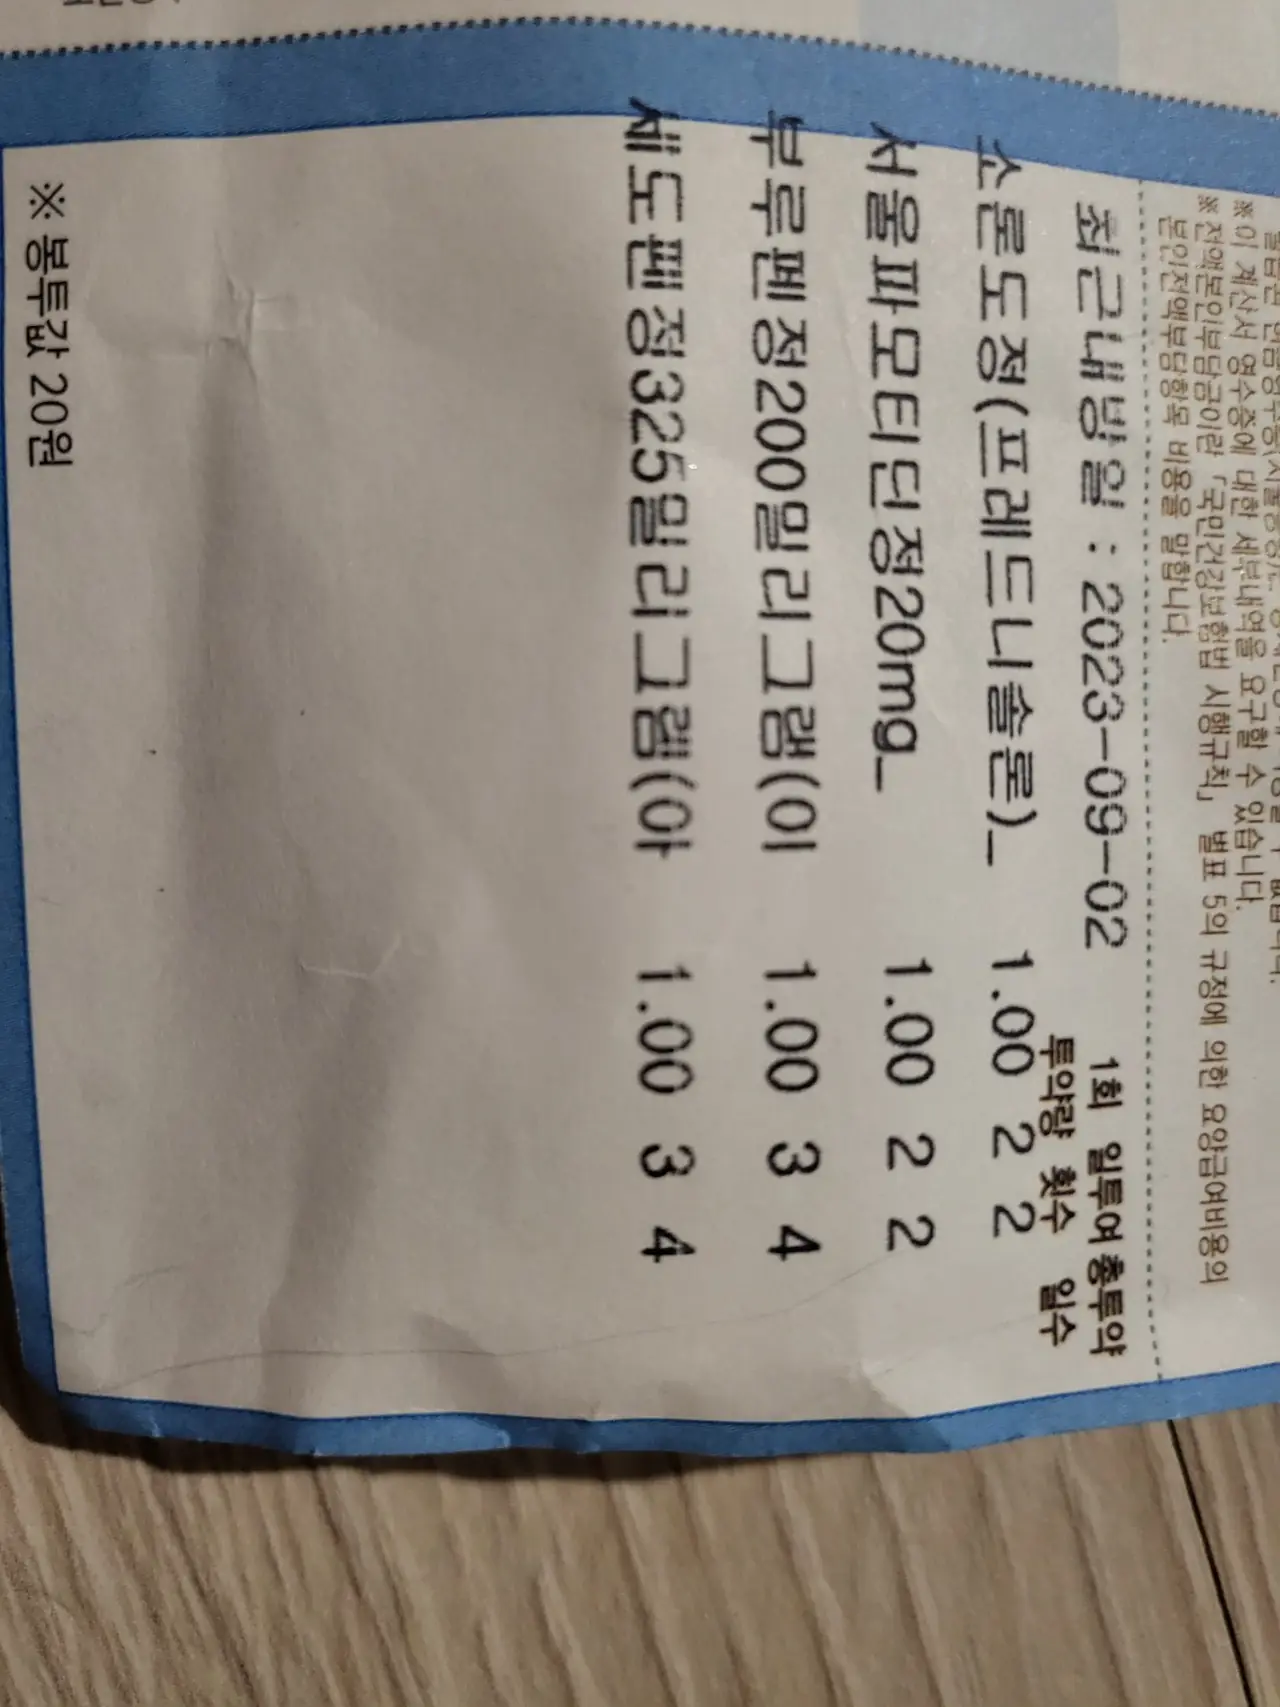 ※이 계산서 영수증에 대한 세부내역을 요구할 수 있습니다.
※전액본인부담금이란 「국민건강보험법 시행규칙」 별표 5의 규정에 의한 요양급여비용의
본인전액부담항목 비용을 말합니다.
최근내방일 : 2023-09-02 1회 투약량 일투여 횟수 총투약 일수
소론도정(프레드니솔론)_ 1.00 2 2
서울파모티딘정20mg_ 1.00 2 2
부루펜정200밀리그램(이 1.00 3 4
세도펜정325밀리그램(아 1.00 3 4
※ 봉투값 20원